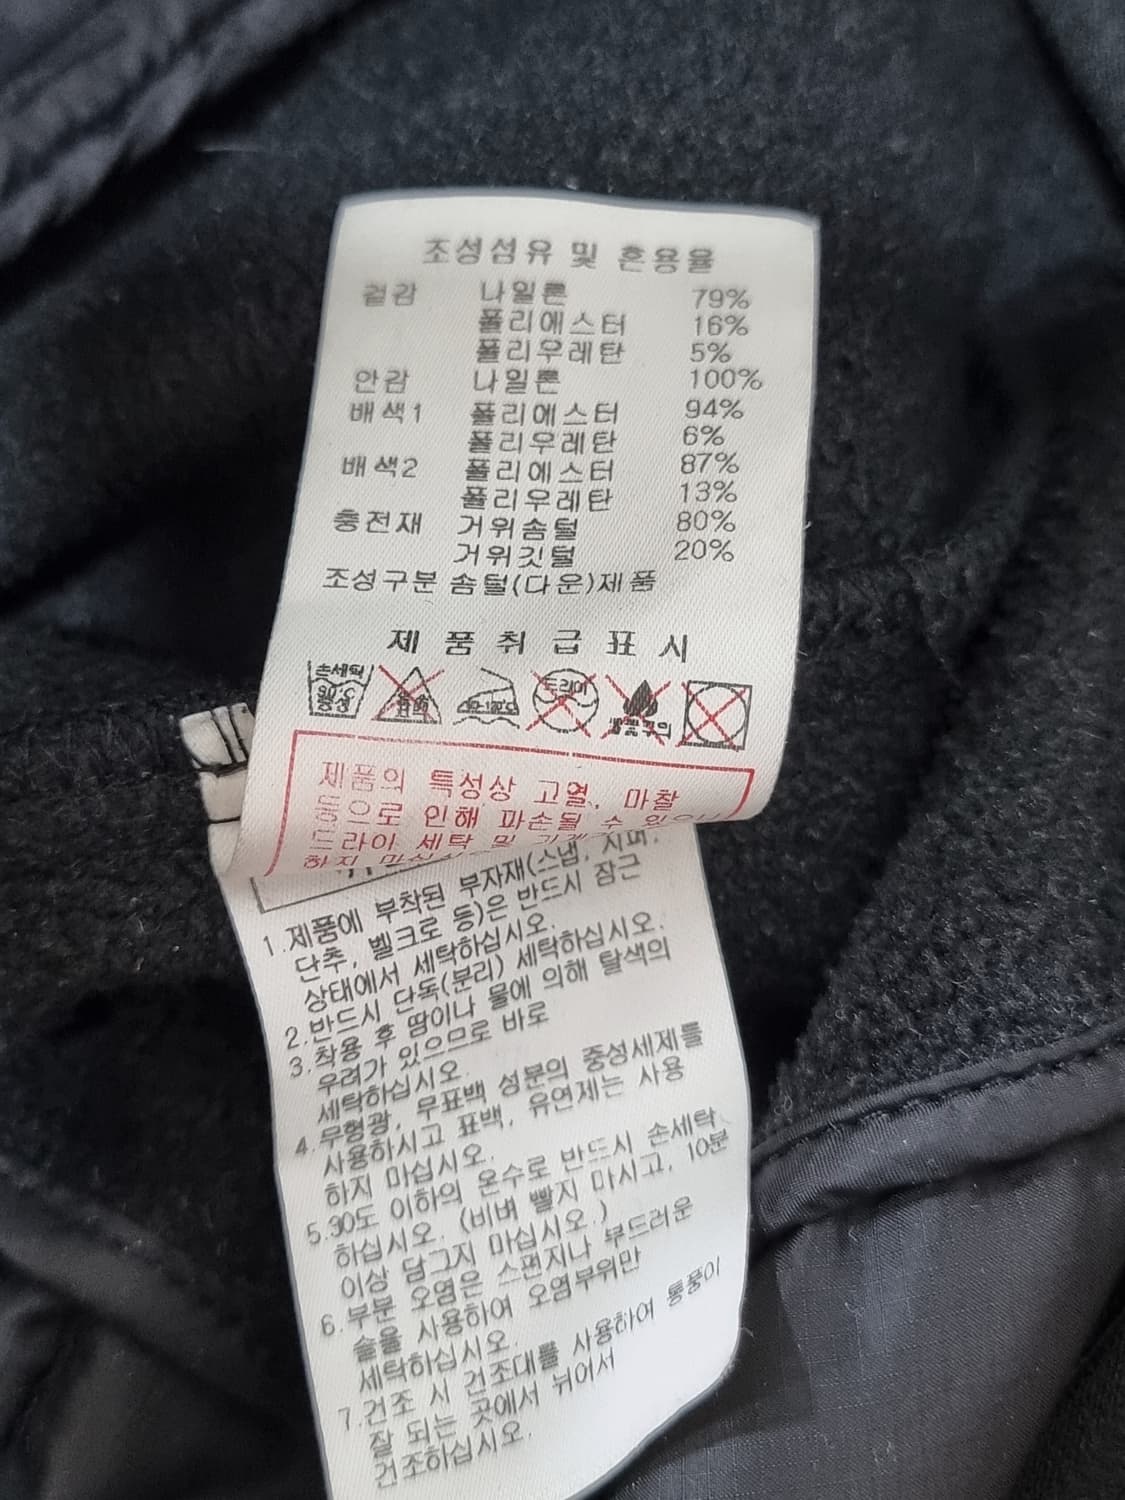 조성섬유 및 혼용율
겉감 나일론 79%
폴리에스터 16%
폴리우레탄 5%
안감 나일론 100%
배색1 폴리에스터 94%
폴리우레탄 6%
배색2 폴리에스터 87%
폴리우레탄 13%
충전재 거위솜털 80%
거위깃털 20%
조성구분 솜털(다운)제품
제품취급표시
손세탁 드라이
중성
제품의 특성상 고열, 마찰
등으로 인해 파손될 수 있으니
드라이 세탁 및
하지
1.제품에 부착된 부자재(스냅, 지퍼,
단추, 벨크로 등)은 반드시 잠근
상태에서 세탁하십시오.
2.반드시 단독(분리) 세탁하십시오.
3.착용 후 땀이나 물에 의해 탈색의
우려가 있으므로 바로
세탁하십시오.
4.무형광, 무표백 성분의 중성세제를
사용하시고 표백, 유연제는 사용
하지 마십시오.
5.30도 이하의 온수로 반드시 손세탁
하십시오. (비벼 빨지 마시고, 10분
이상 담그지 마십시오.)
6.부분 오염은 스펀지나 부드러운
솔을 사용하여 오염부위만
세탁하십시오.
7.건조 시 건조대를 사용하여 통풍이
잘 되는 곳에서 뉘어서
건조하십시오.